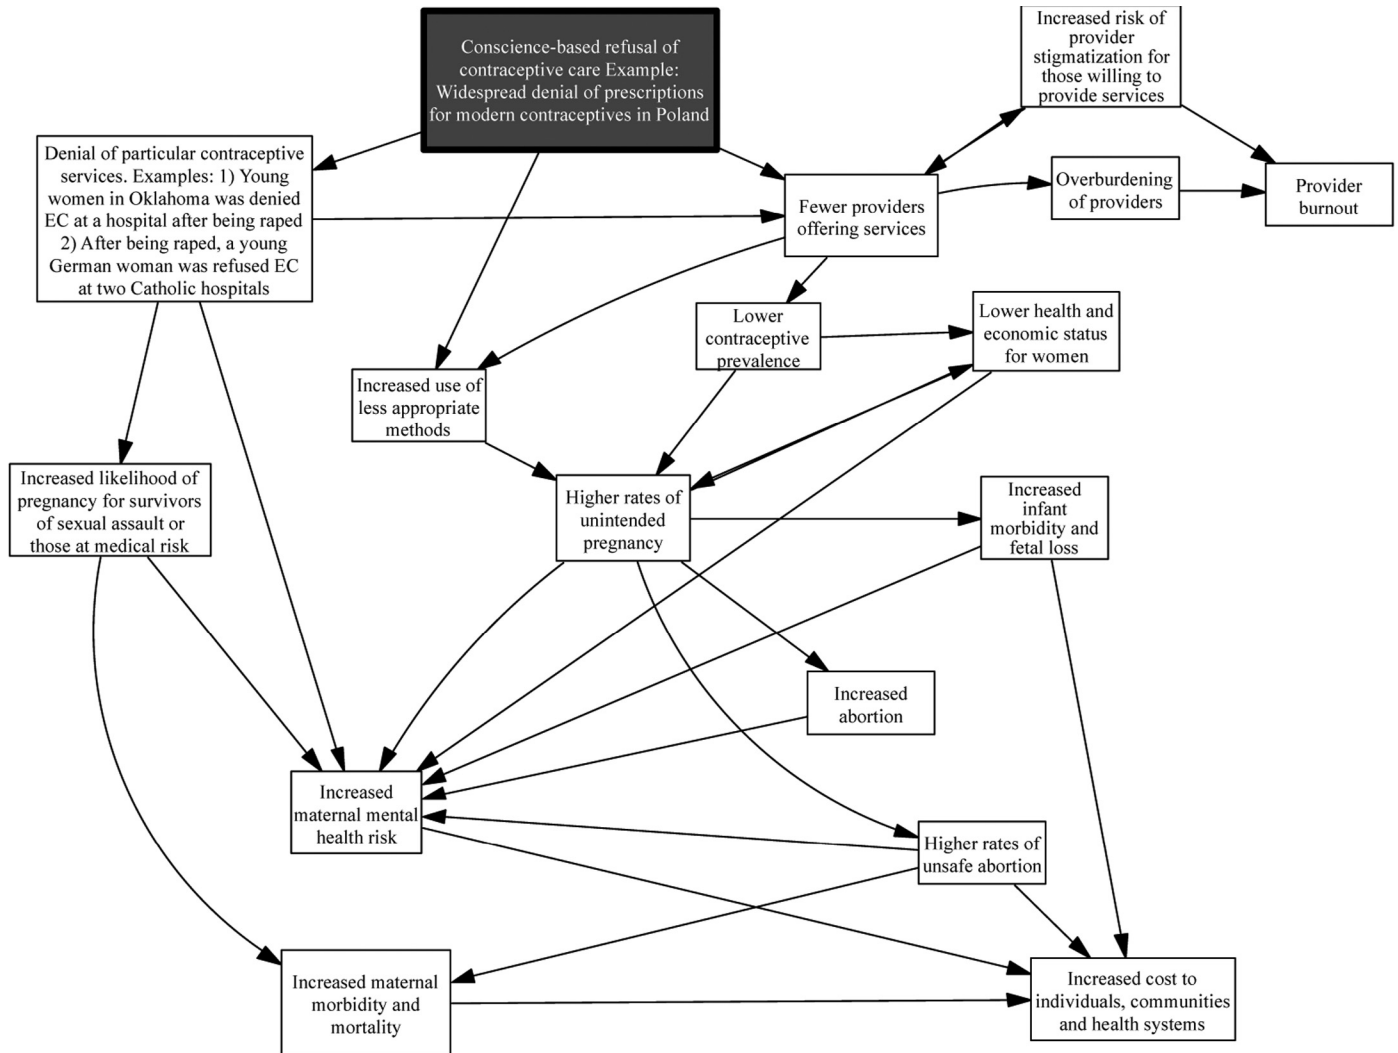 Conscience-based refusal of
contraceptive care Example:
Widespread denial of prescriptions
for modern contraceptives in Poland
Increased risk of
provider
stigmatization for
those willing to
provide services
Denial of particular contraceptive
services. Examples: 1) Young
women in Oklahoma was denied
EC at a hospital after being raped
2) After being raped, a young
German woman was refused EC
at two Catholic hospitals
Fewer providers
offering services
Overburdening
of providers
Provider
burnout
Lower
contraceptive
prevalence
Lower health and
economic status
for women
Increased use of
less appropriate
methods
Increased likelihood of
pregnancy for survivors
of sexual assault or
those at medical risk
Higher rates of
unintended
pregnancy
Increased
infant
morbidity and
fetal loss
Increased
abortion
Increased
maternal mental
health risk
Higher rates of
unsafe abortion
Increased maternal
morbidity and
mortality
Increased cost to
individuals, communities
and health systems